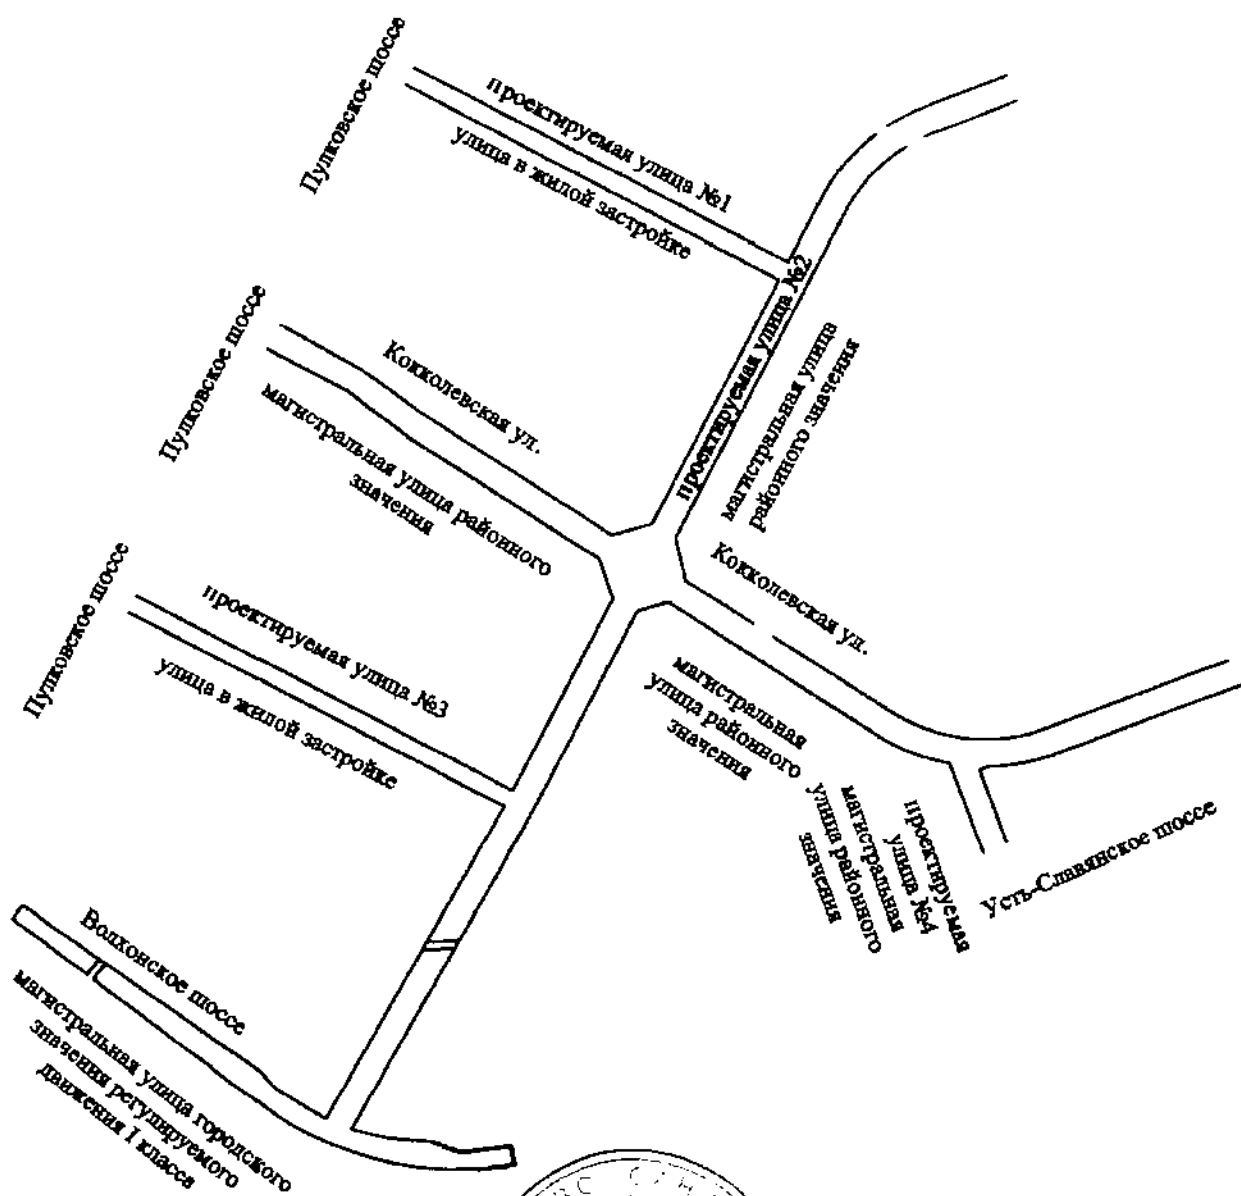 Пулковское шоссе
проектируемая улица №1
улица в жилой застройке
проектируемая улица №2
магистральная улица
районного значения
Пулковское шоссе
Кокколевская ул.
магистральная улица районного
значения
Кокколевская ул.
магистральная
улица районного
значения
Пулковское шоссе
проектируемая улица №3
улица в жилой застройке
проектируемая
улица №4
магистральная
улица районного
значения
Усть-Славянское шоссе
Волхонское шоссе
магистральная улица городского
значения регулируемого
движения 1 класса